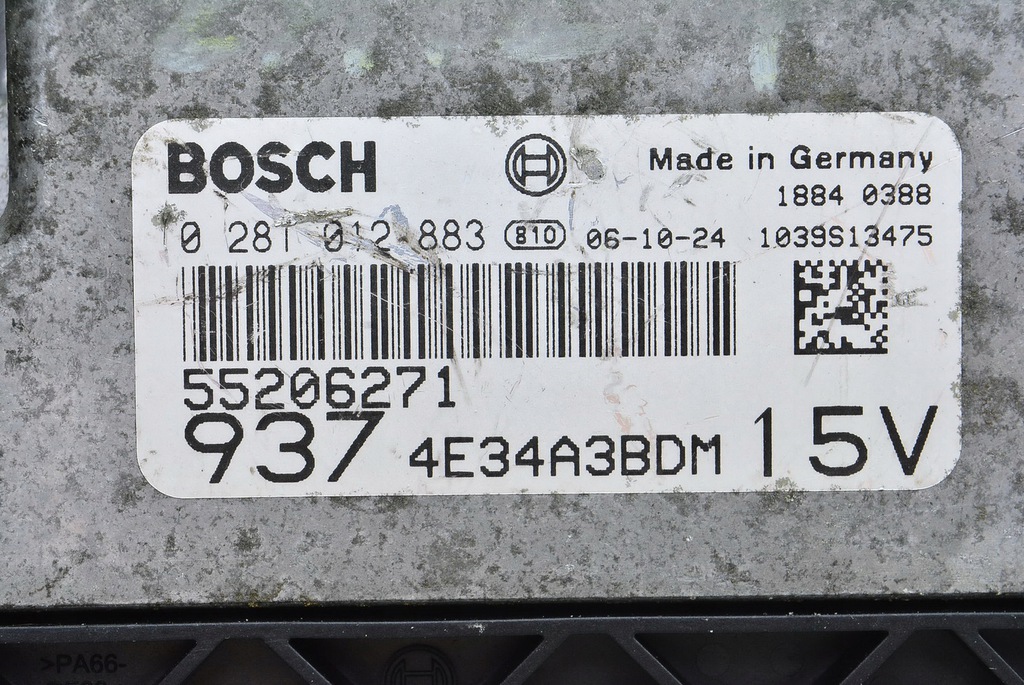 BOSCH
Made in Germany
1884 0388
0 281 012 883 810 06-10-24 1039S13475
55206271
937 4E34A3BDM 15V
>PA66-